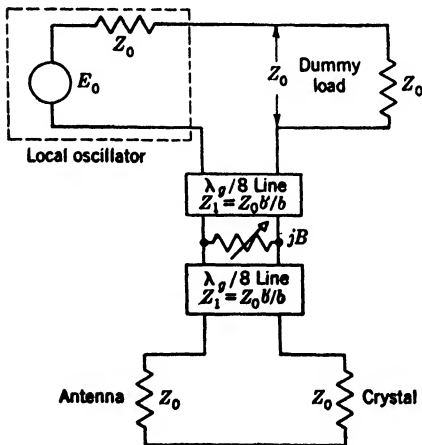 Z₀
E₀
Local oscillator
Z₀
Dummy
load
Z₀
λg/8 Line
Z₁ = Z₀b'/b
jB
λg/8 Line
Z₁ = Z₀b'/b
Antenna
Z₀
Z₀
Crystal